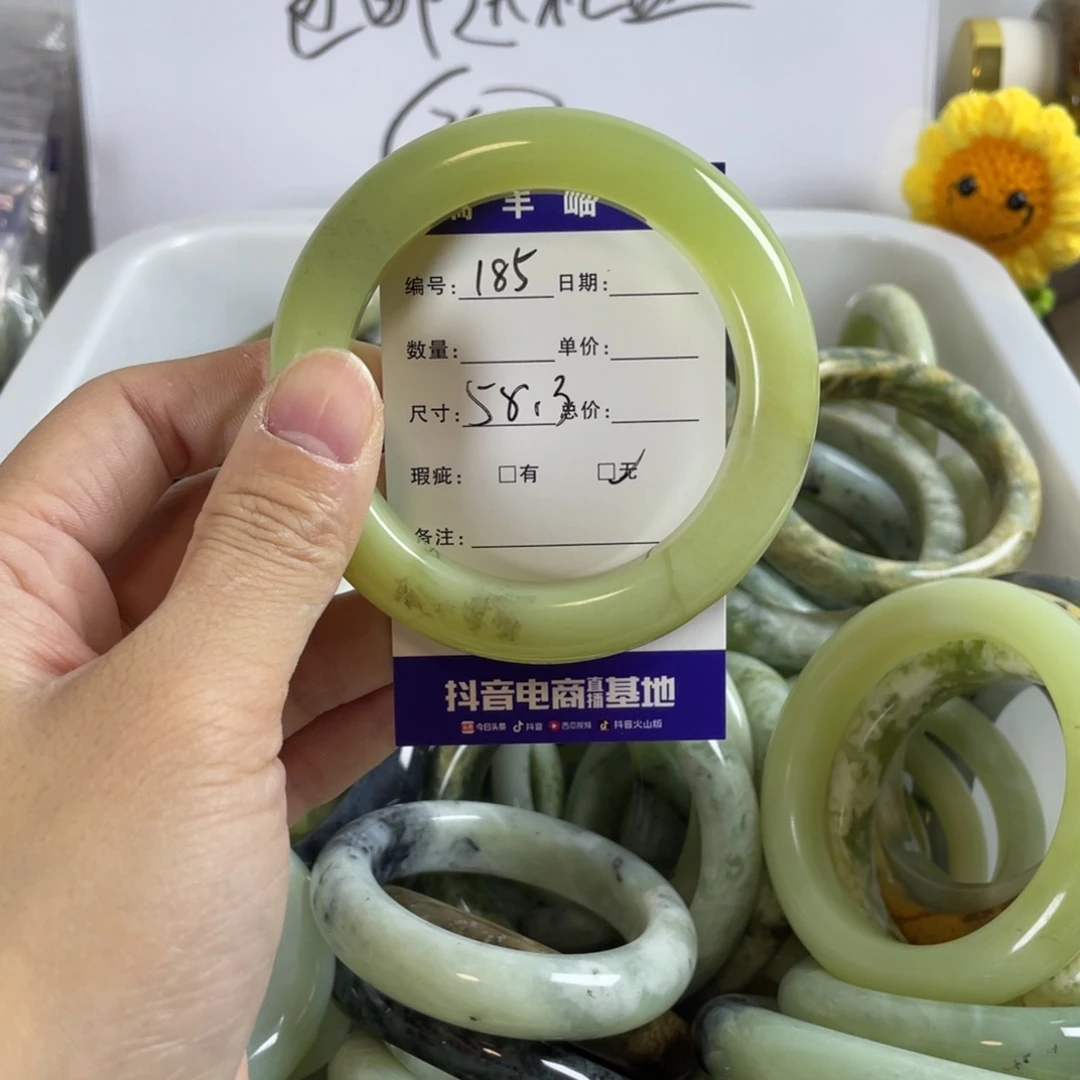 编号: 185 日期:
数量: 单价:
尺寸: 58.3 总价:
瑕疵: □有 □无
备注:
抖音电商直播基地
今日头条 抖音 西瓜视频 抖音火山版